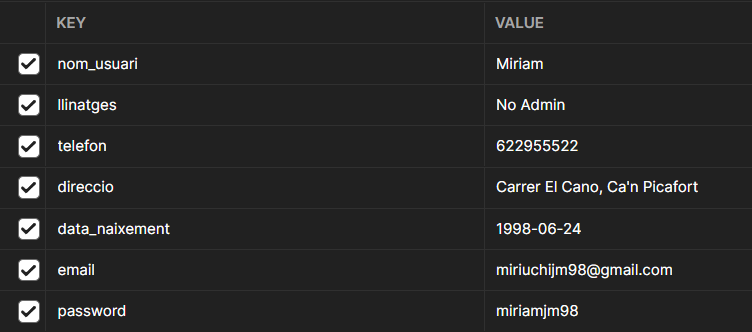 KEY VALUE
nom_usuari Miriam
llinatges No Admin
telefon 622955522
direccio Carrer El Cano, Ca'n Picafort
data_naixement 1998-06-24
email miriuchijm98@gmail.com
password miriamjm98